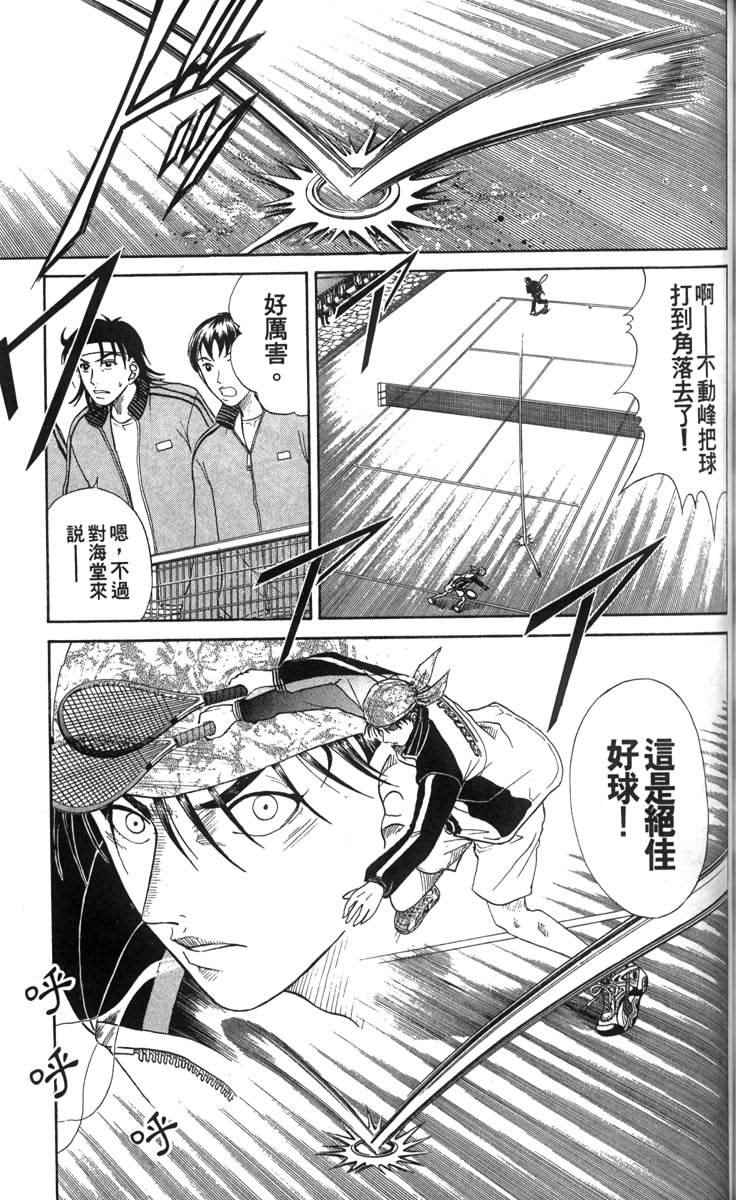 啊——不動峰把球
打到角落去了！
好厲害。
嗯，不過
對海堂來
說——
這是絕佳
好球！
呼
呼
呼